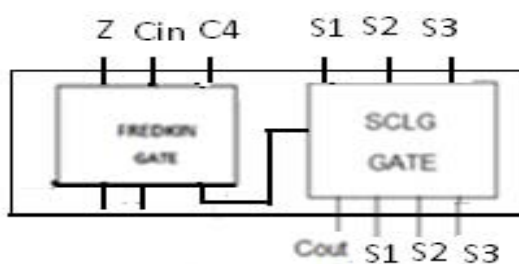 Z Cin C4 S1 S2 S3
FREDKIN
GATE
SCLG
GATE
Cout S1 S2 S3